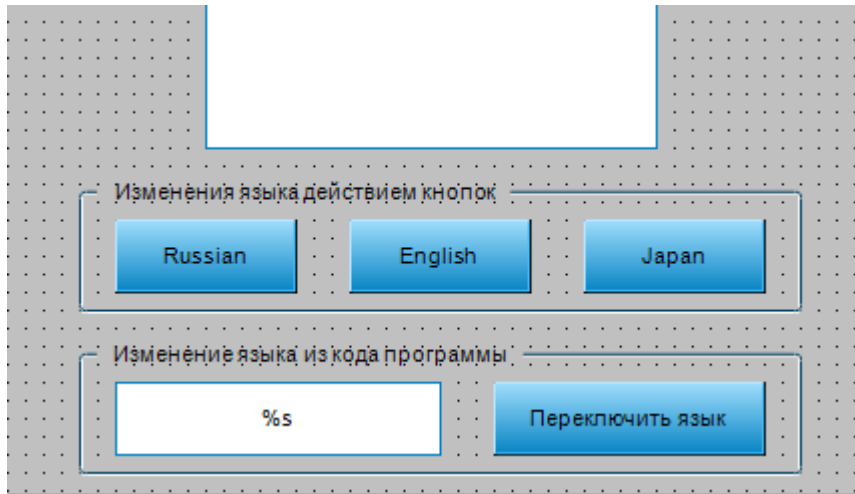 Изменения языка действием кнопок
Russian
English
Japan
Изменение языка из кода программы
%s
Переключить язык